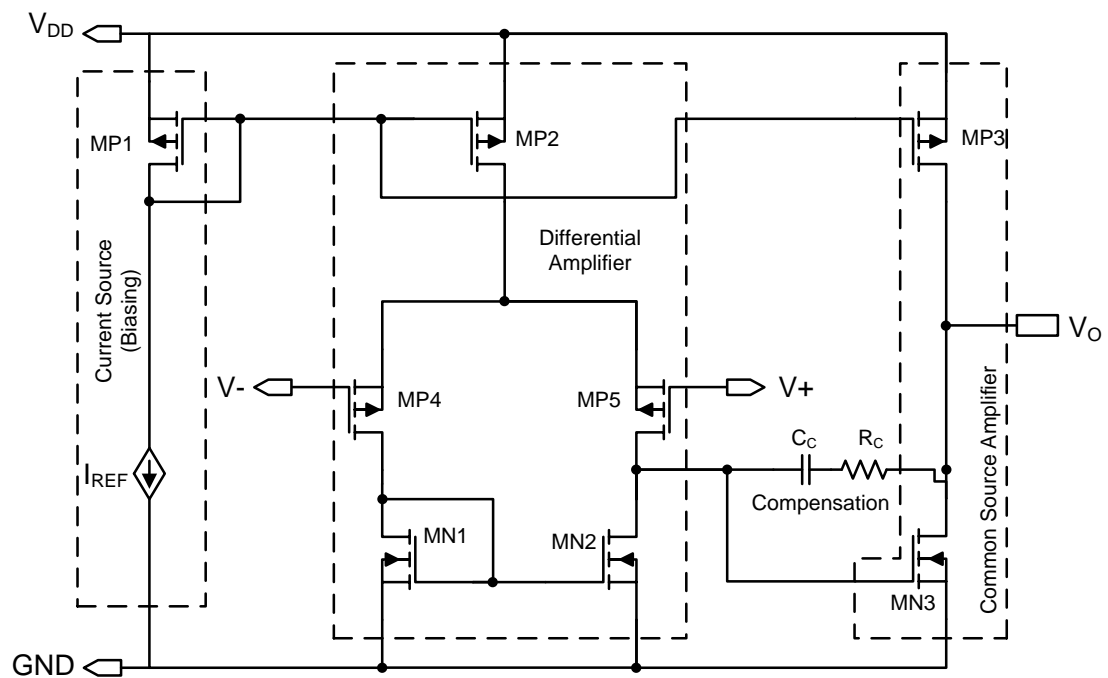 VDD
MP1
MP2
MP3
Differential
Amplifier
Current Source
(Biasing)
VO
V-
MP4
MP5
V+
CC
RC
Compensation
Common Source Amplifier
IREF
MN1
MN2
MN3
GND